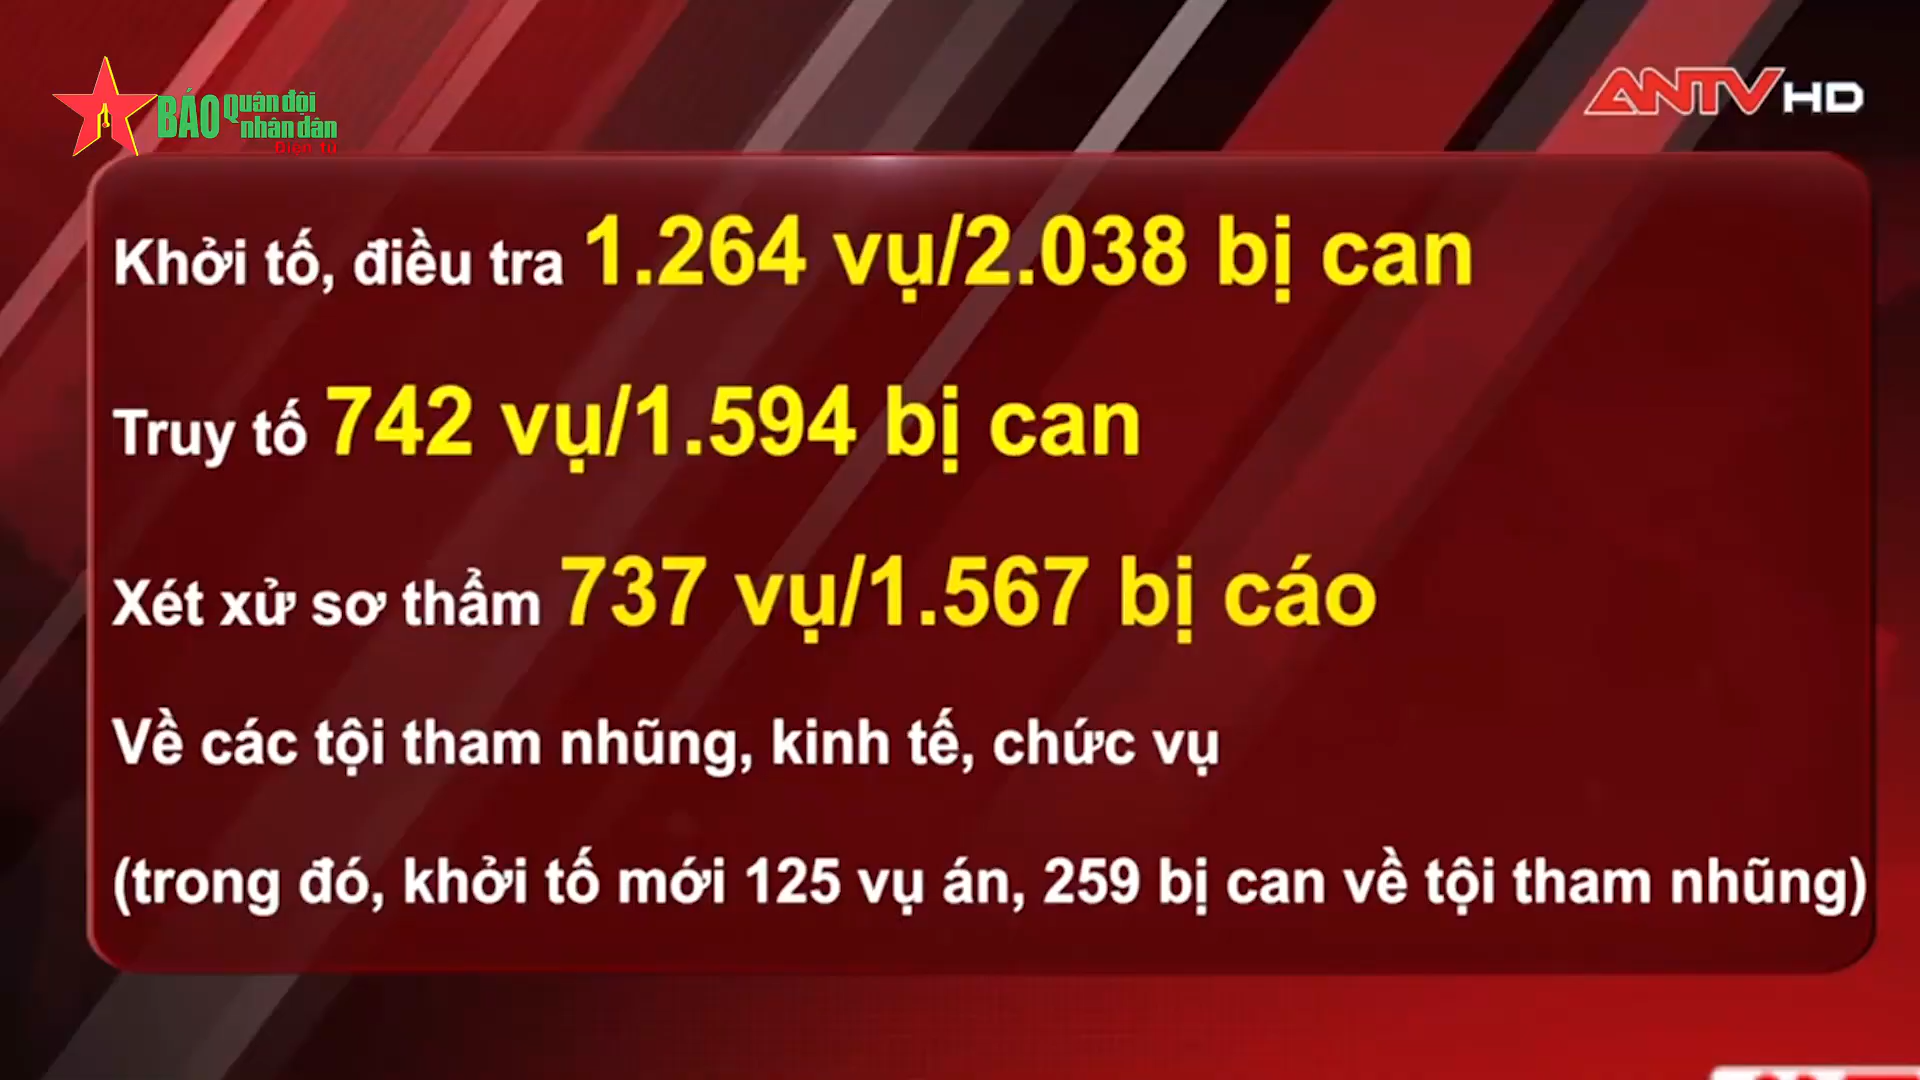 BÁO Quân đội
nhân dân
Điện tử
ANTV HD
Khởi tố, điều tra 1.264 vụ/2.038 bị can
Truy tố 742 vụ/1.594 bị can
Xét xử sơ thẩm 737 vụ/1.567 bị cáo
Về các tội tham nhũng, kinh tế, chức vụ
(trong đó, khởi tố mới 125 vụ án, 259 bị can về tội tham nhũng)